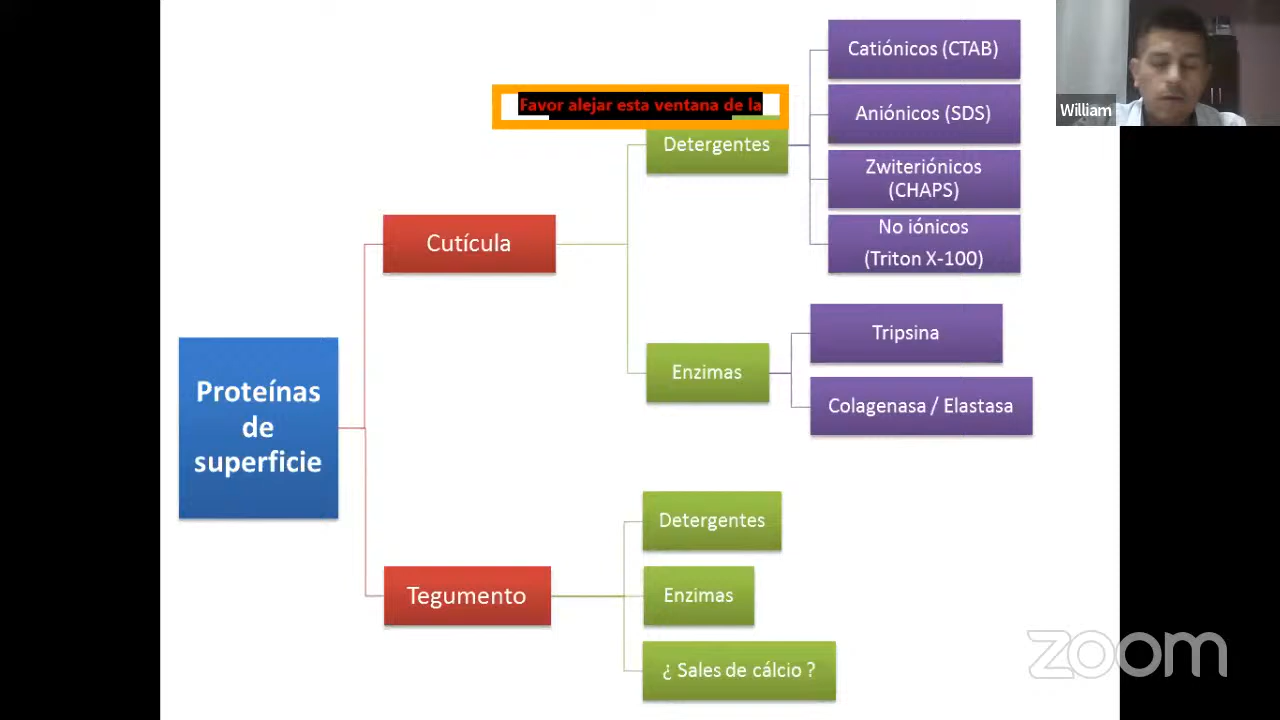 Catiónicos (CTAB)
Favor alejar esta ventana de la
Aniónicos (SDS)
William
Detergentes
Zwiteriónicos
(CHAPS)
Cutícula
No iónicos
(Triton X-100)
Tripsina
Enzimas
Colagenasa / Elastasa
Proteínas
de
superficie
Detergentes
Tegumento
Enzimas
¿ Sales de cálcio ?
zoom